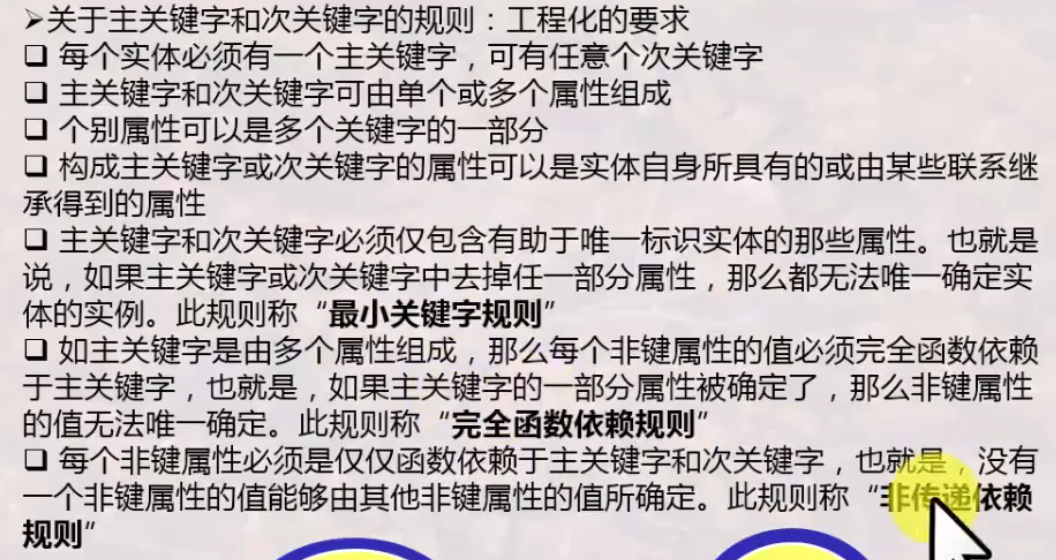 ➢关于主关键字和次关键字的规则：工程化的要求
❑ 每个实体必须有一个主关键字，可有任意个次关键字
❑ 主关键字和次关键字可由单个或多个属性组成
❑ 个别属性可以是多个关键字的一部分
❑ 构成主关键字或次关键字的属性可以是实体自身所具有的或由某些联系继
承得到的属性
❑ 主关键字和次关键字必须仅包含有助于唯一标识实体的那些属性。也就是
说，如果主关键字或次关键字中去掉任一部分属性，那么都无法唯一确定实
体的实例。此规则称“最小关键字规则”
❑ 如主关键字是由多个属性组成，那么每个非键属性的值必须完全函数依赖
于主关键字，也就是，如果主关键字的一部分属性被确定了，那么非键属性
的值无法唯一确定。此规则称“完全函数依赖规则”
❑ 每个非键属性必须是仅仅函数依赖于主关键字和次关键字，也就是，没有
一个非键属性的值能够由其他非键属性的值所确定。此规则称“非传递依赖
规则”